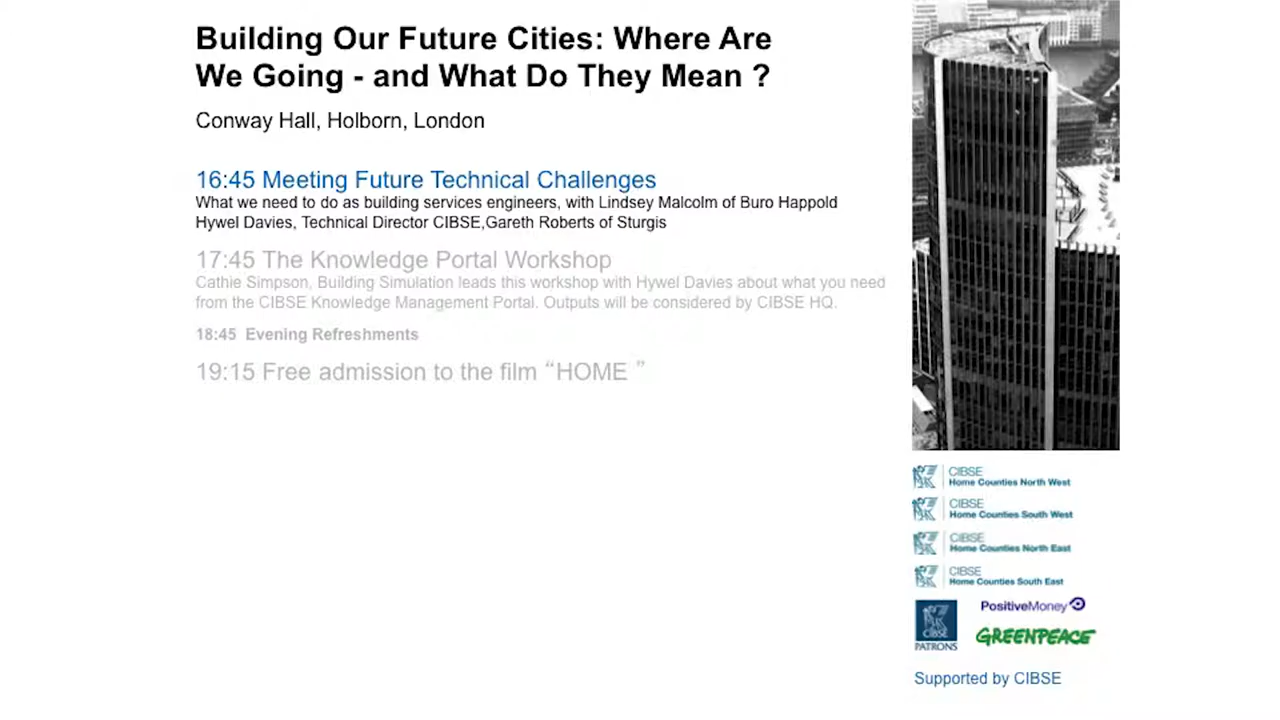 Building Our Future Cities: Where Are
We Going - and What Do They Mean ?
Conway Hall, Holborn, London
16:45 Meeting Future Technical Challenges
What we need to do as building services engineers, with Lindsey Malcolm of Buro Happold
Hywel Davies, Technical Director CIBSE,Gareth Roberts of Sturgis
17:45 The Knowledge Portal Workshop
Cathie Simpson, Building Simulation leads this workshop with Hywel Davies about what you need
from the CIBSE Knowledge Management Portal. Outputs will be considered by CIBSE HQ.
18:45 Evening Refreshments
19:15 Free admission to the film “HOME ”
CIBSE
Home Counties North West
CIBSE
Home Counties South West
CIBSE
Home Counties North East
CIBSE
Home Counties South East
CIBSE
PATRONS
PositiveMoney
GREENPEACE
Supported by CIBSE